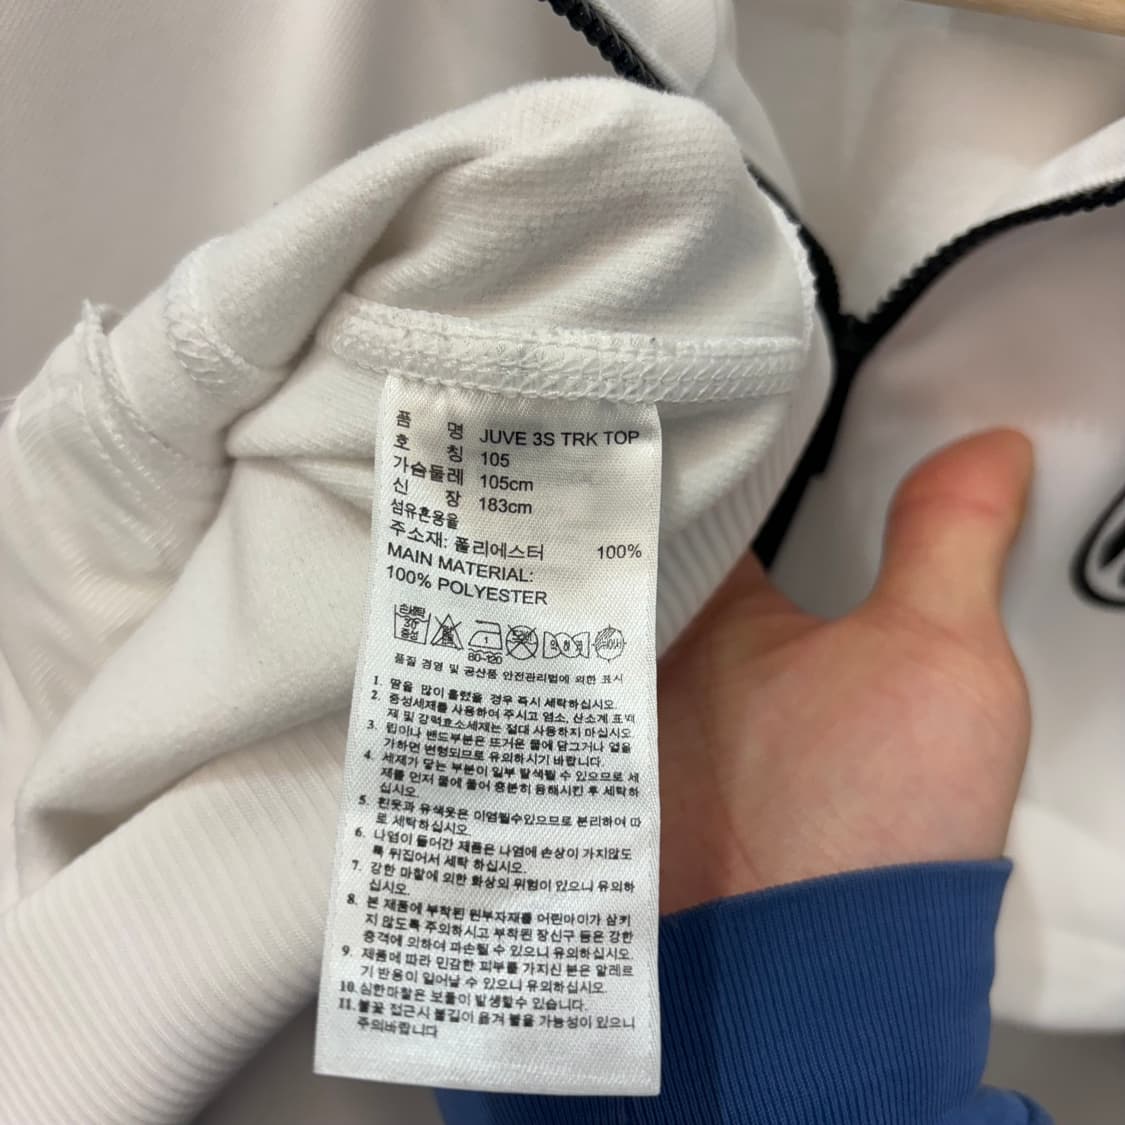 품 명 JUVE 3S TRK TOP
호 칭 105
가슴둘레 105cm
신 장 183cm
섬유혼용율
주소재: 폴리에스터 100%
MAIN MATERIAL:
100% POLYESTER
손세탁
30
중성
1
80~120
품질 경영 및 공산품 안전관리법에 의한 표시
1. 땀을 많이 흘렸을 경우 즉시 세탁하십시오.
2. 중성세제를 사용하여 주시고 염소, 산소계 표백
제 및 강력효소세제는 절대 사용하지 마십시오.
3. 립이나 밴드부분은 뜨거운 물에 담그거나 열을
가하면 변형되므로 유의하시기 바랍니다.
4. 세제가 닿는 부분이 일부 탈색될 수 있으므로 세
제를 먼저 물에 풀어 충분히 용해시킨 후 세탁하
십시오.
5. 흰옷과 유색옷은 이염될수있으므로 분리하여 따
로 세탁하십시오
6. 나염이 들어간 제품은 나염에 손상이 가지않도
록 뒤집어서 세탁 하십시오.
7. 강한 마찰에 의한 화상의 위험이 있으니 유의하
십시오.
8. 본 제품에 부착된 원부자재를 어린아이가 삼키
지 않도록 주의하시고 부착된 장신구 등은 강한
충격에 의하여 파손될 수 있으니 유의하십시오.
9. 제품에 따라 민감한 피부를 가지신 분은 알레르
기 반응이 일어날 수 있으니 유의하십시오.
10. 심한마찰은 보풀이 발생할수 있습니다.
11. 불꽃 접근시 불길이 옮겨 붙을 가능성이 있으니
주의바랍니다